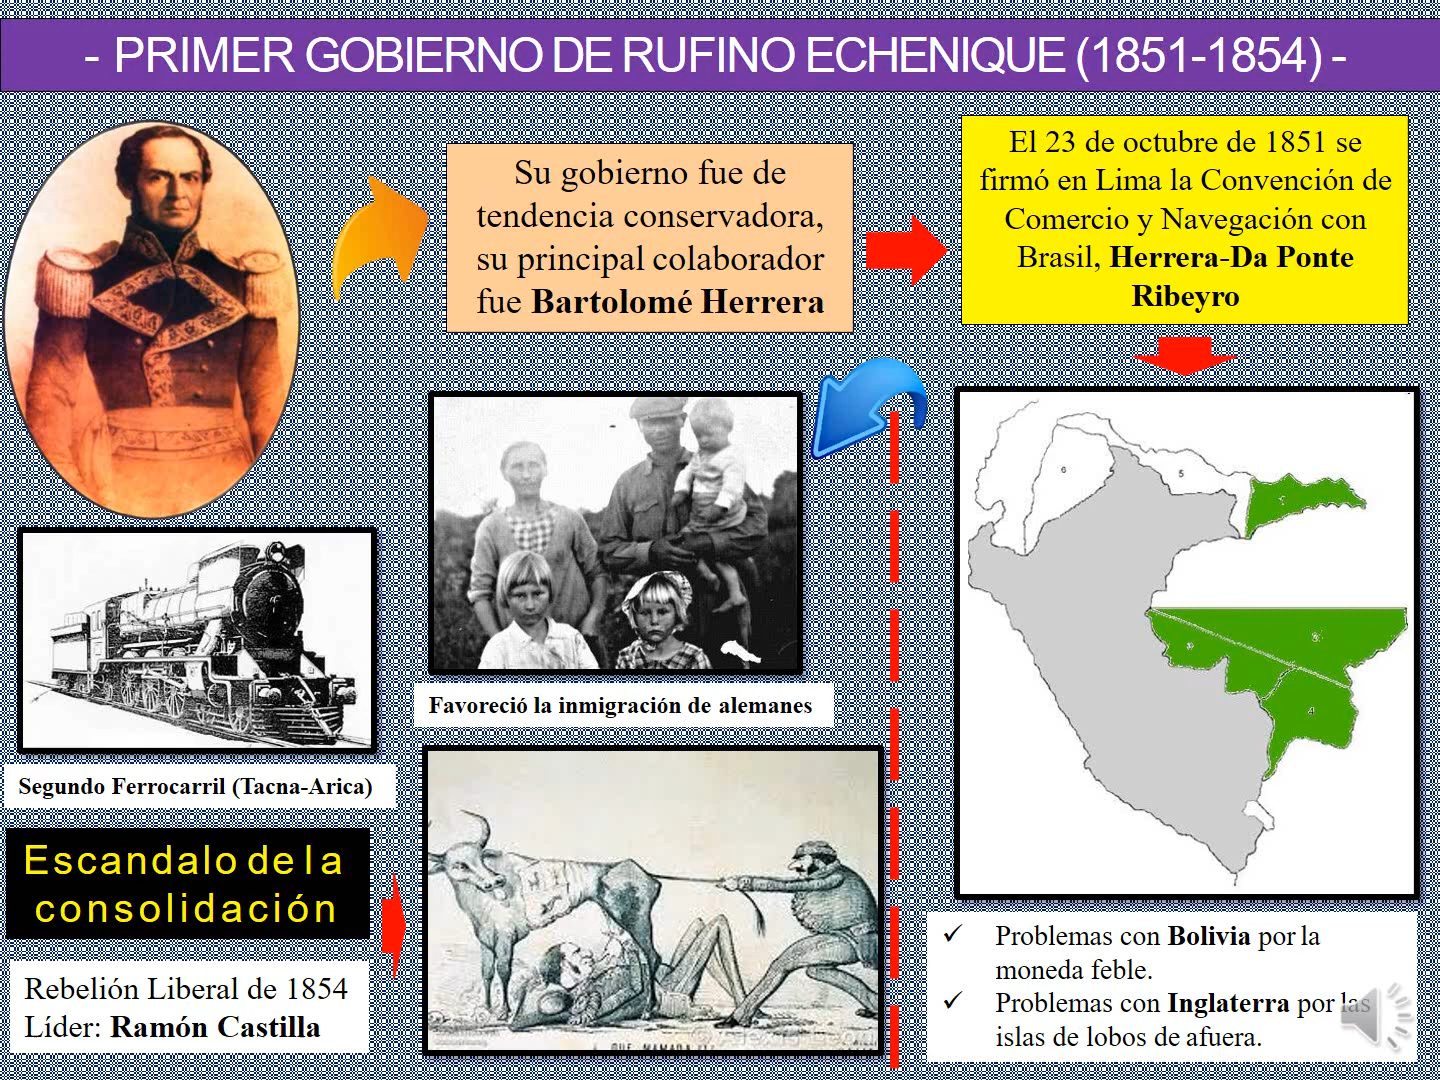 - PRIMER GOBIERNO DE RUFINO ECHENIQUE (1851-1854) -
Su gobierno fue de
tendencia conservadora,
su principal colaborador
fue Bartolomé Herrera
El 23 de octubre de 1851 se
firmó en Lima la Convención de
Comercio y Navegación con
Brasil, Herrera-Da Ponte
Ribeyro
6
5
4
Favoreció la inmigración de alemanes
Segundo Ferrocarril (Tacna-Arica)
Escandalo de la
consolidación
Rebelión Liberal de 1854
Líder: Ramón Castilla
✓ Problemas con Bolivia por la
moneda feble.
✓ Problemas con Inglaterra por las
islas de lobos de afuera.